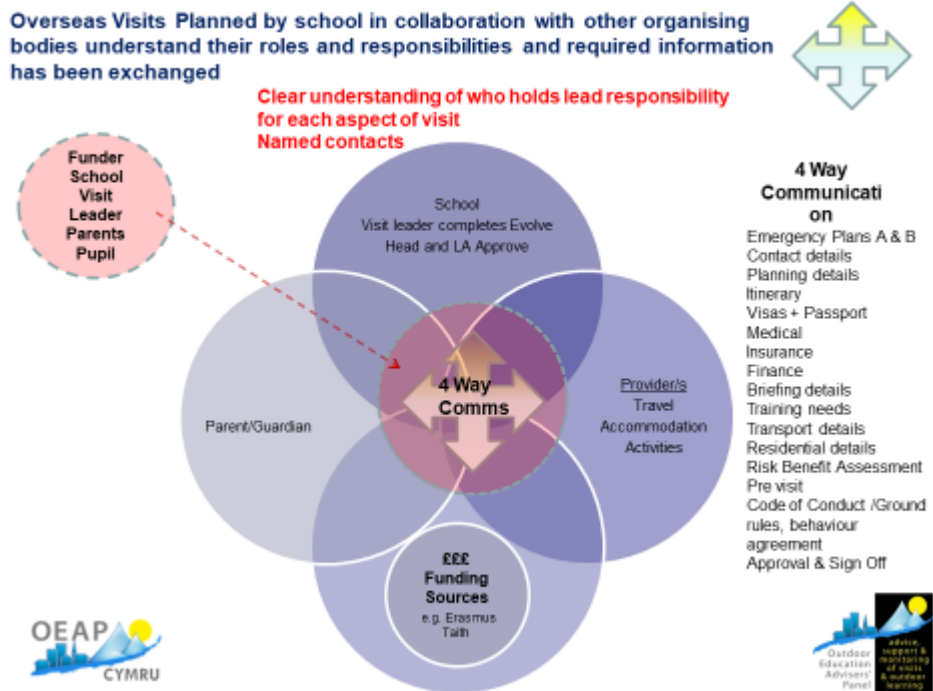 Overseas Visits Planned by school in collaboration with other organising
bodies understand their roles and responsibilities and required information
has been exchanged
Clear understanding of who holds lead responsibility
for each aspect of visit
Named contacts
Funder
School
Visit
Leader
Parents
Pupil
School
Visit leader completes Evolve
Head and LA Approve
Parent/Guardian
4 Way
Comms
Provider/s
Travel
Accommodation
Activities
£££
Funding
Sources
e.g. Erasmus
Taith
4 Way
Communicati
on
Emergency Plans A & B
Contact details
Planning details
Itinerary
Visas + Passport
Medical
Insurance
Finance
Briefing details
Training needs
Transport details
Residential details
Risk Benefit Assessment
Pre visit
Code of Conduct /Ground
rules, behaviour
agreement
Approval & Sign Off
OEAP
CYMRU
Outdoor
Education
Advisers'
Panel
advice,
support &
monitoring
of visits
& outdoor
learning